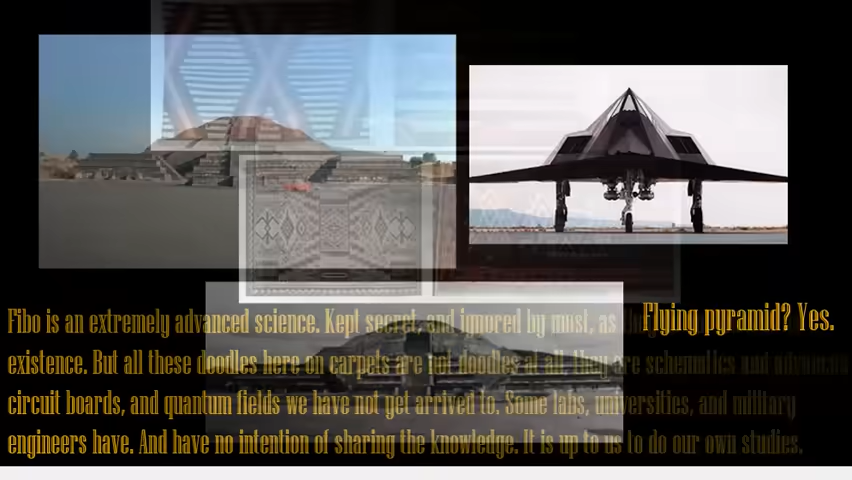 Flying pyramid? Yes.
Fibo is an extremely advanced science. Kept secret, and ignored by most, as
existence. But all these doodles here on carpets are not doodles at all, they are schematics and advanced
circuit boards, and quantum fields we have not yet arrived to. Some labs, universities, and military
engineers have. And have no intention of sharing the knowledge. It is up to us to do our own studies.